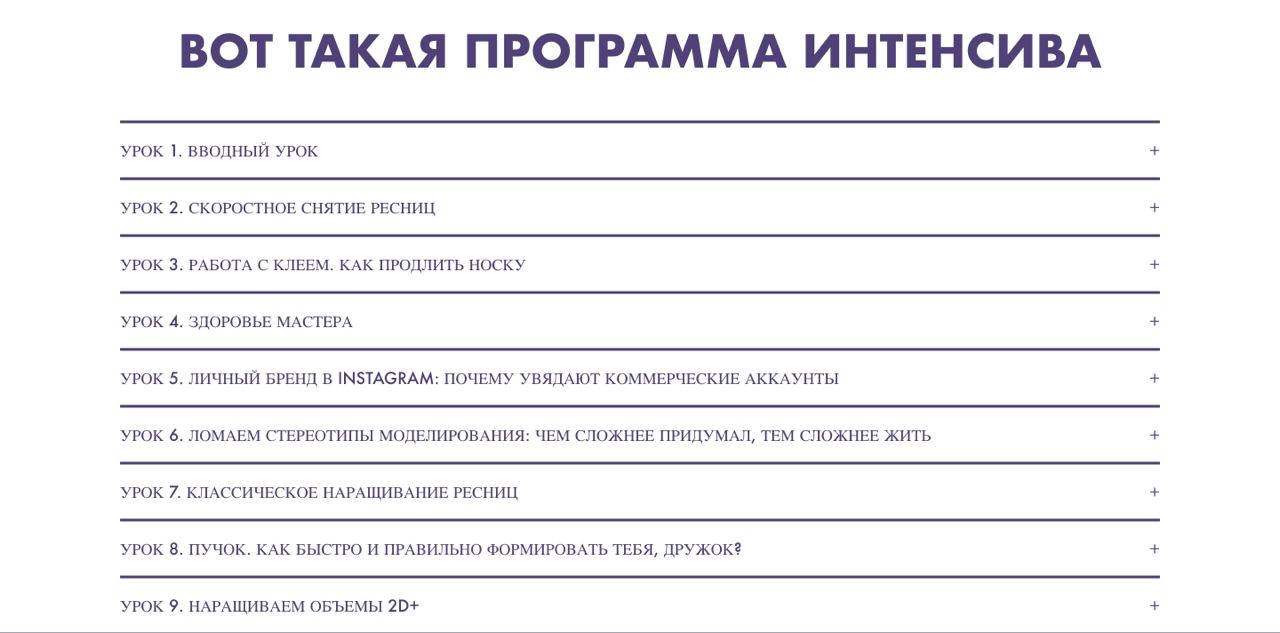 ВОТ ТАКАЯ ПРОГРАММА ИНТЕНСИВА
УРОК 1. ВВОДНЫЙ УРОК +
УРОК 2. СКОРОСТНОЕ СНЯТИЕ РЕСНИЦ +
УРОК 3. РАБОТА С КЛЕЕМ. КАК ПРОДЛИТЬ НОСКУ +
УРОК 4. ЗДОРОВЬЕ МАСТЕРА +
УРОК 5. ЛИЧНЫЙ БРЕНД В INSTAGRAM: ПОЧЕМУ УВЯДАЮТ КОММЕРЧЕСКИЕ АККАУНТЫ +
УРОК 6. ЛОМАЕМ СТЕРЕОТИПЫ МОДЕЛИРОВАНИЯ: ЧЕМ СЛОЖНЕЕ ПРИДУМАЛ, ТЕМ СЛОЖНЕЕ ЖИТЬ +
УРОК 7. КЛАССИЧЕСКОЕ НАРАЩИВАНИЕ РЕСНИЦ +
УРОК 8. ПУЧОК. КАК БЫСТРО И ПРАВИЛЬНО ФОРМИРОВАТЬ ТЕБЯ, ДРУЖОК? +
УРОК 9. НАРАЩИВАЕМ ОБЪЕМЫ 2D+ +